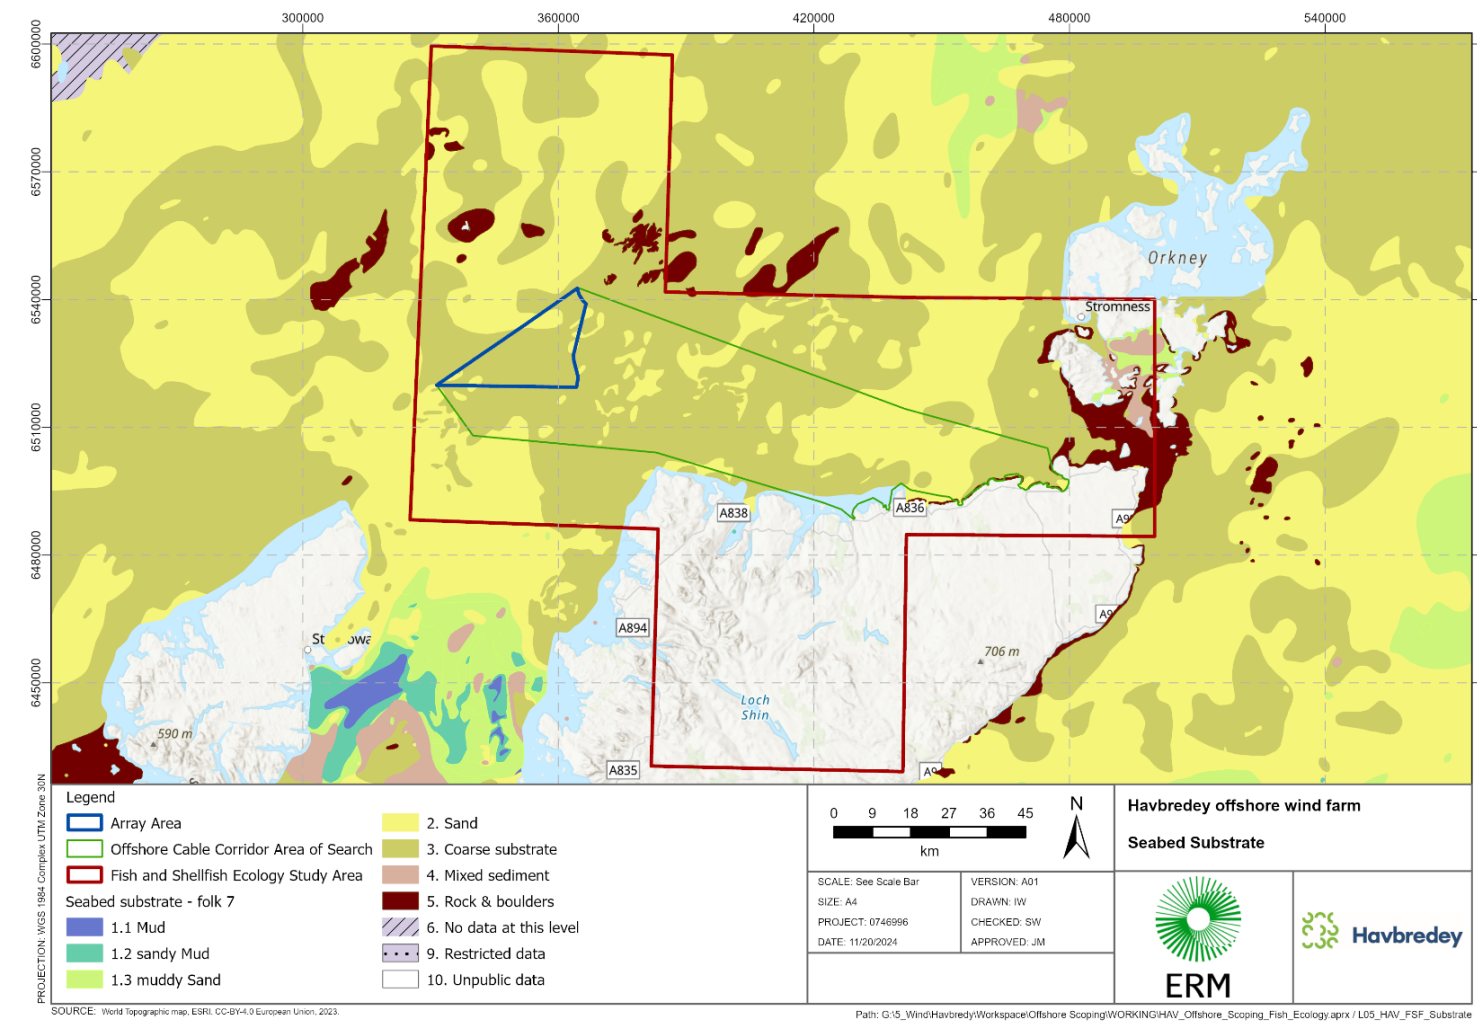 300000
360000
420000
480000
540000
6600000
6570000
6540000
6510000
6480000
6450000
Orkney
Stromness
A838
A836
A9
St owa
A894
A9
706 m
Loch
Shin
590 m
A835
A9
PROJECTION: WGS 1984 Complex UTM Zone 30N
Legend
Array Area
Offshore Cable Corridor Area of Search
Fish and Shellfish Ecology Study Area
Seabed substrate - folk 7
1.1 Mud
1.2 sandy Mud
1.3 muddy Sand
2. Sand
3. Coarse substrate
4. Mixed sediment
5. Rock & boulders
6. No data at this level
9. Restricted data
10. Unpublic data
0 9 18 27 36 45
km
N
SCALE: See Scale Bar
SIZE: A4
PROJECT: 0746996
DATE: 11/20/2024
VERSION: A01
DRAWN: IW
CHECKED: SW
APPROVED: JM
Havbredey offshore wind farm
Seabed Substrate
ERM
Havbredey
SOURCE: World Topographic map, ESRI. CC-BY-4.0 European Union, 2023.
Path: G:\5_Wind\Havbredy\Workspace\Offshore Scoping\WORKING\HAV_Offshore_Scoping_Fish_Ecology.aprx / L05_HAV_FSF_Substrate